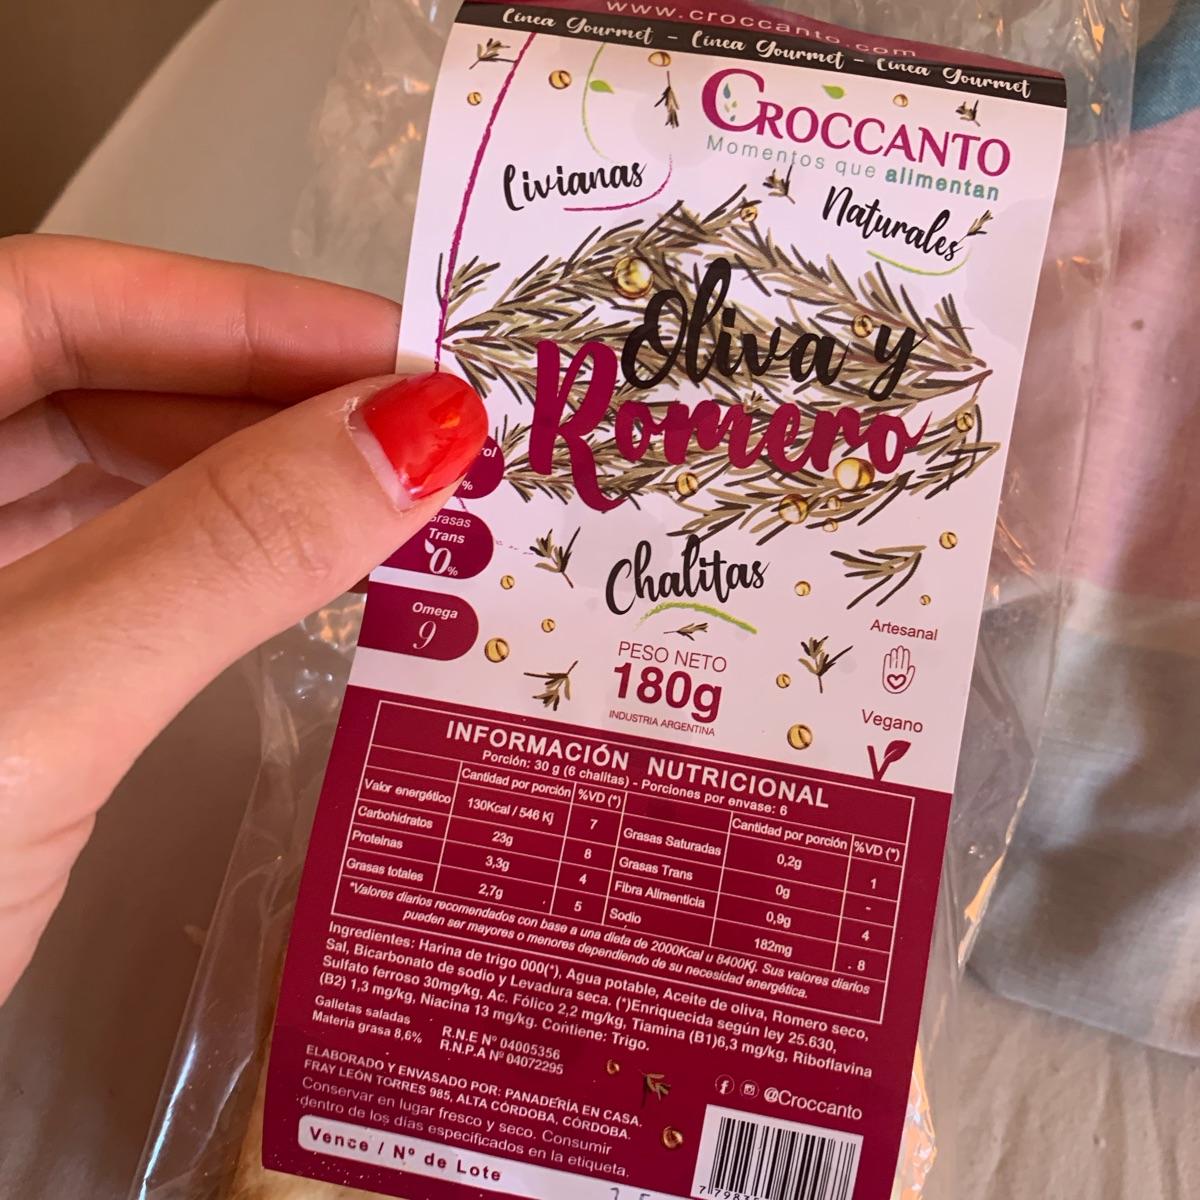 www.croccanto.com
Línea Gourmet - Línea Gourmet - Línea Gourmet
CROCCANTO
Momentos que alimentan
Livianas
Naturales
Oliva y
Romero
rol
%
Grasas
Trans
0%
Omega
9
Chalitas
PESO NETO
180g
INDUSTRIA ARGENTINA
Artesanal
Vegano
INFORMACIÓN NUTRICIONAL
Porción: 30 g (6 chalitas) - Porciones por envase: 6
Cantidad por porción %VD (*)
Valor energético 130Kcal / 546 Kj 7
Carbohidratos 23g 8
Proteinas 3,3g 4
Grasas totales 2,7g 5
Cantidad por porción %VD (*)
Grasas Saturadas 0,2g 1
Grasas Trans 0g -
Fibra Alimenticia 0,9g 4
Sodio 182mg 8
*Valores diarios recomendados con base a una dieta de 2000Kcal u 8400Kj. Sus valores diarios
pueden ser mayores o menores dependiendo de su necesidad energética.
Ingredientes: Harina de trigo 000(*), Agua potable, Aceite de oliva, Romero seco,
Sal, Bicarbonato de sodio y Levadura seca. (*)Enriquecida según ley 25.630,
Sulfato ferroso 30mg/kg, Ac. Fólico 2,2 mg/kg, Tiamina (B1)6,3 mg/kg, Riboflavina
(B2) 1,3 mg/kg, Niacina 13 mg/kg. Contiene: Trigo.
Galletas saladas
Materia grasa 8,6%
R.N.E Nº 04005356
R.N.P.A Nº 04072295
ELABORADO Y ENVASADO POR: PANADERÍA EN CASA.
FRAY LEÓN TORRES 985, ALTA CÓRDOBA, CÓRDOBA.
Conservar en lugar fresco y seco. Consumir
dentro de los días especificados en la etiqueta.
@Croccanto
Vence / Nº de Lote